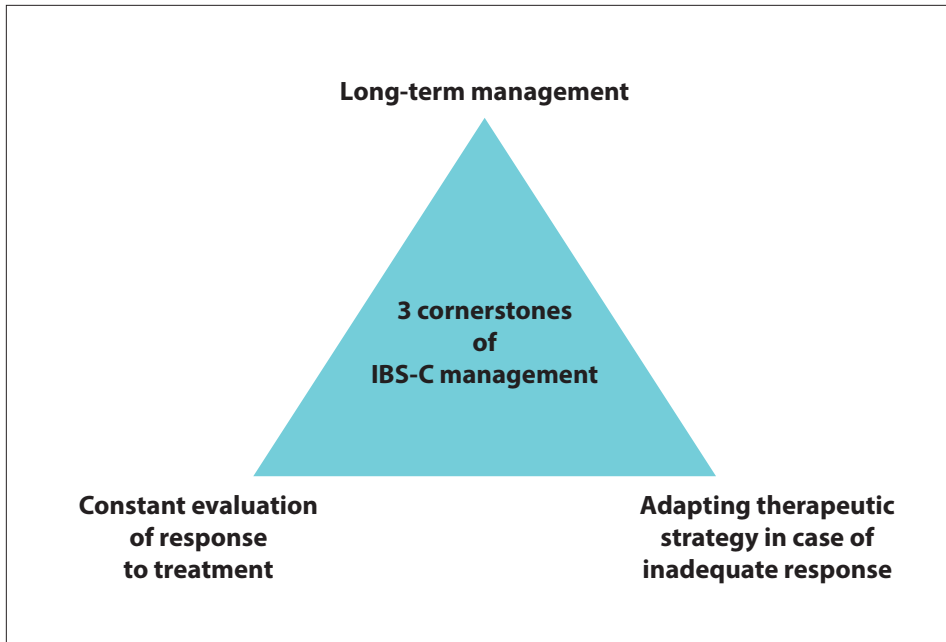 Long-term management
3 cornerstones
of
IBS-C management
Constant evaluation
of response
to treatment
Adapting therapeutic
strategy in case of
inadequate response